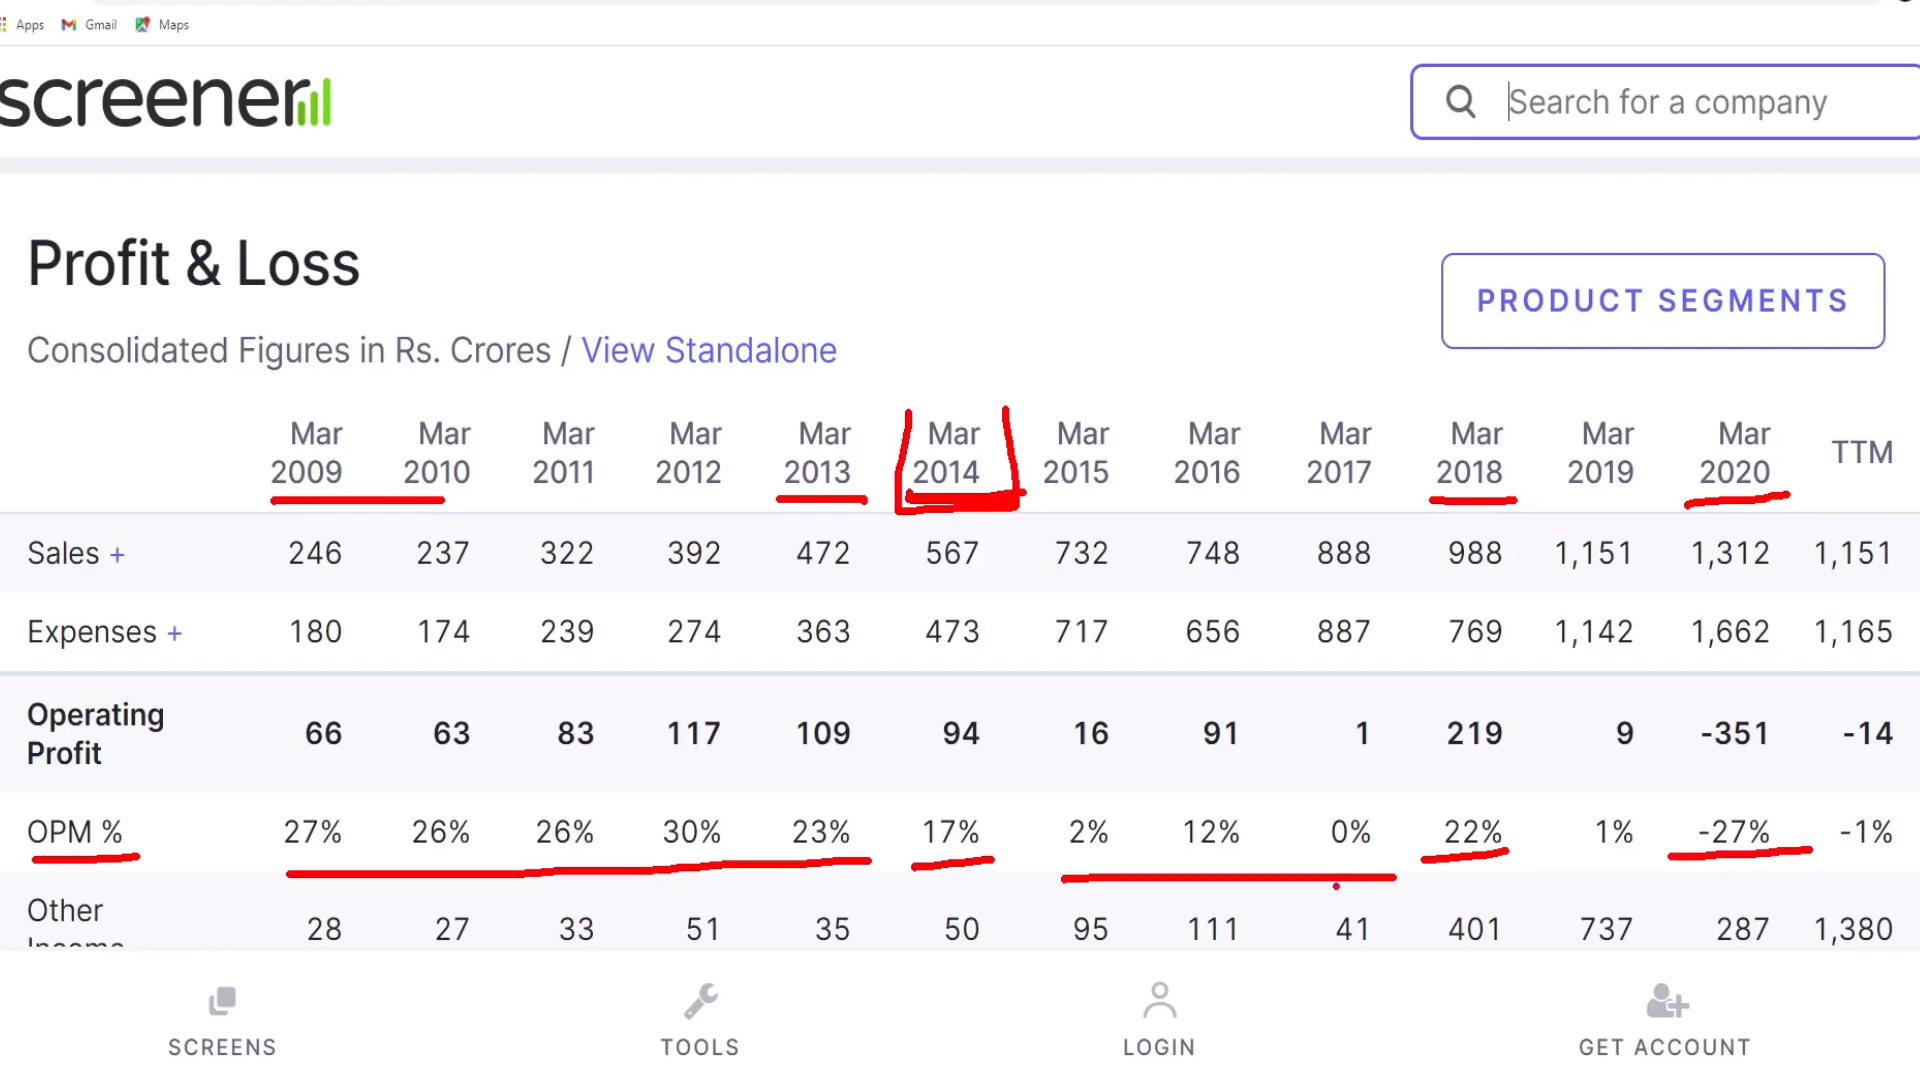 Apps Gmail Maps
screener
Search for a company
Profit & Loss
PRODUCT SEGMENTS
Consolidated Figures in Rs. Crores / View Standalone
Mar 2009 Mar 2010 Mar 2011 Mar 2012 Mar 2013 Mar 2014 Mar 2015 Mar 2016 Mar 2017 Mar 2018 Mar 2019 Mar 2020 TTM
Sales + 246 237 322 392 472 567 732 748 888 988 1,151 1,312 1,151
Expenses + 180 174 239 274 363 473 717 656 887 769 1,142 1,662 1,165
Operating Profit 66 63 83 117 109 94 16 91 1 219 9 -351 -14
OPM % 27% 26% 26% 30% 23% 17% 2% 12% 0% 22% 1% -27% -1%
Other Income 28 27 33 51 35 50 95 111 41 401 737 287 1,380
SCREENS TOOLS LOGIN GET ACCOUNT